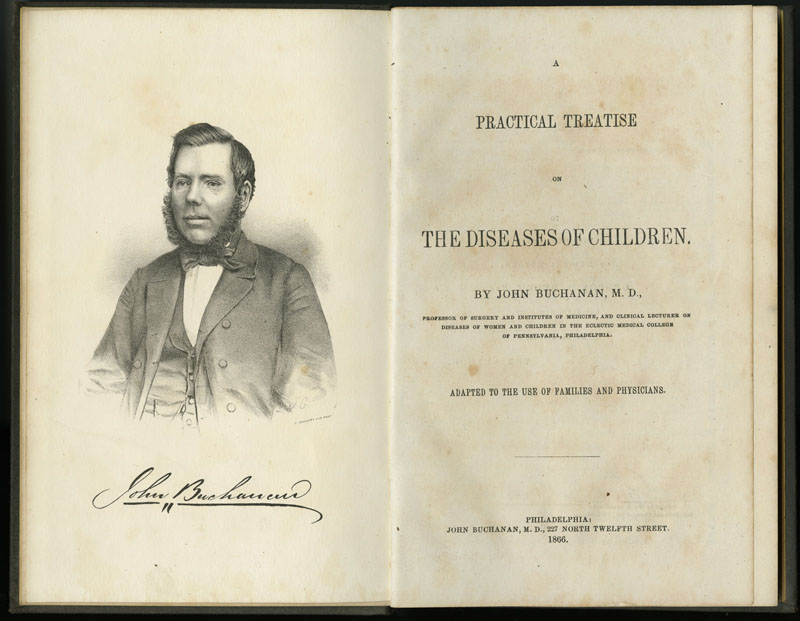 John Buchanan
A
PRACTICAL TREATISE
ON
THE DISEASES OF CHILDREN.
BY JOHN BUCHANAN, M. D.,
PROFESSOR OF SURGERY AND INSTITUTES OF MEDICINE, AND CLINICAL LECTURER ON
DISEASES OF WOMEN AND CHILDREN IN THE ECLECTIC MEDICAL COLLEGE
OF PENNSYLVANIA, PHILADELPHIA.
ADAPTED TO THE USE OF FAMILIES AND PHYSICIANS.
PHILADELPHIA:
JOHN BUCHANAN, M. D., 227 NORTH TWELFTH STREET.
1866.